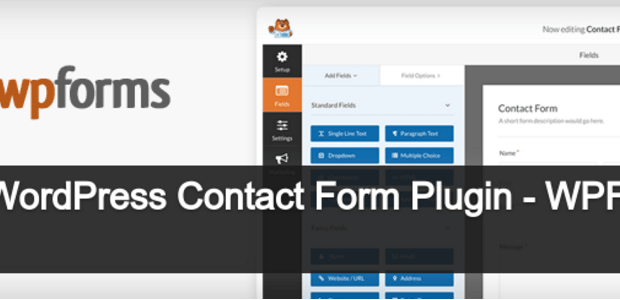 Now editing Contact F
Fields
wpforms
Setup
Fields
Settings
Add Fields
Field Options
Standard Fields
Single Line Text
Paragraph Text
Dropdown
Multiple Choice
Contact Form
A short form description would go here.
Name *
WordPress Contact Form Plugin - WPF
Fancy Fields
Website / URL
Address